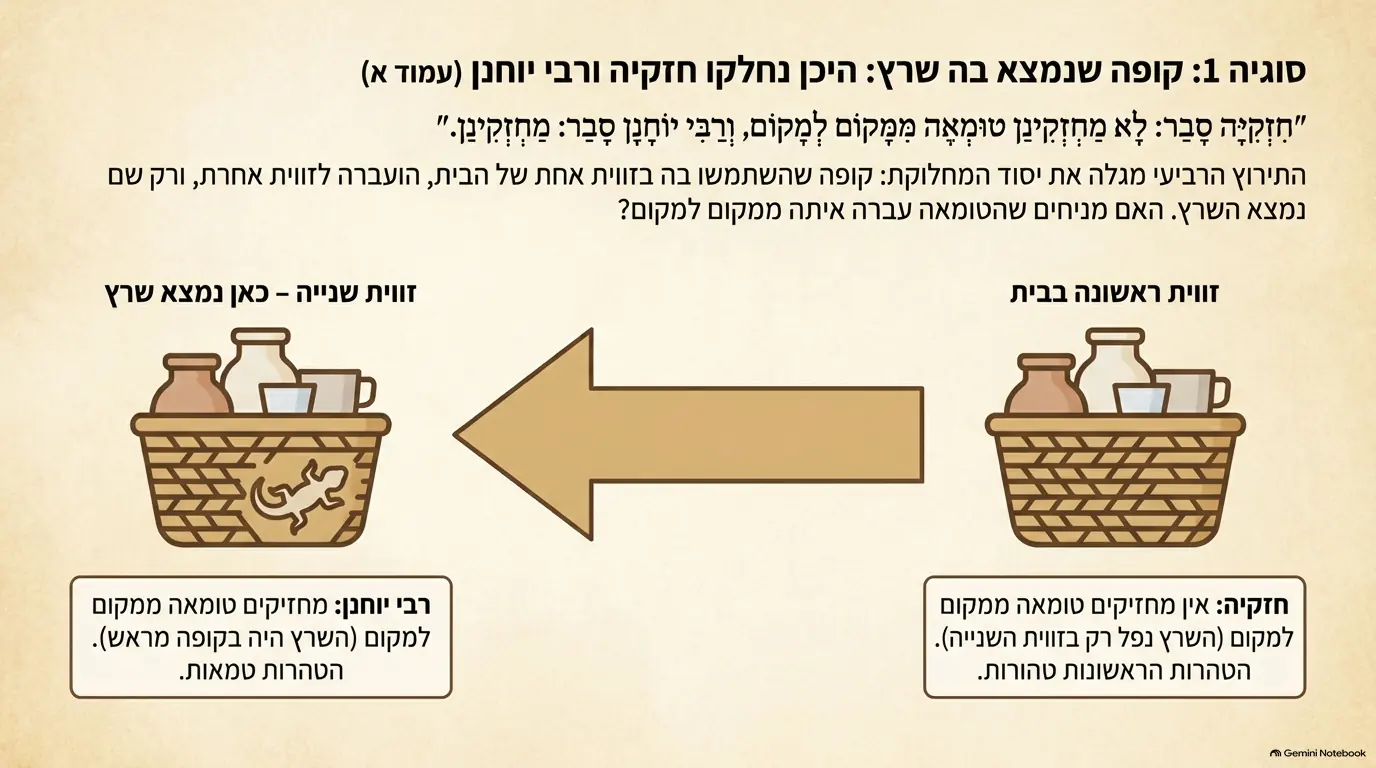 סוגיה 1: קופה שנמצא בה שרץ: היכן נחלקו חזקיה ורבי יוחנן (עמוד א)
"חִזְקִיָּה סָבַר: לָא מַחְזְקִינַן טוּמְאָה מִמָּקוֹם לְמָקוֹם, וְרַבִּי יוֹחָנָן סָבַר: מַחְזְקִינַן."
התירוץ הרביעי מגלה את יסוד המחלוקת: קופה שהשתמשו בה בזווית אחת של הבית, הועברה לזווית אחרת, ורק שם
נמצא השרץ. האם מניחים שהטומאה עברה איתה ממקום למקום?
זווית ראשונה בבית
זווית שנייה – כאן נמצא שרץ
חזקיה: אין מחזיקים טומאה ממקום
למקום (השרץ נפל רק בזווית השנייה).
הטהרות הראשונות טהורות.
רבי יוחנן: מחזיקים טומאה ממקום
למקום (השרץ היה בקופה מראש).
הטהרות טמאות.
Gemini Notebook